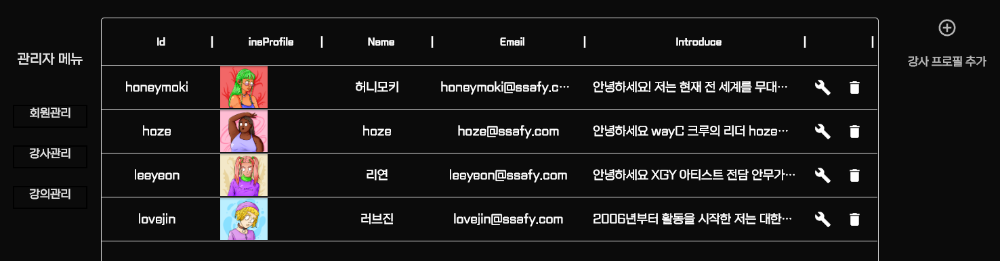 관리자 메뉴
회원관리
강사관리
강의관리
Id | insProfile | Name | Email | Introduce | |
honeymoki 허니모키 honeymoki@ssafy.c… 안녕하세요! 저는 현재 전 세계를 무대…
hoze hoze hoze@ssafy.com 안녕하세요 wayC 크루의 리더 hoze…
leeyeon 리연 leeyeon@ssafy.com 안녕하세요 XGY 아티스트 전담 안무가…
lovejin 러브진 lovejin@ssafy.com 2006년부터 활동을 시작한 저는 대한…
강사 프로필 추가